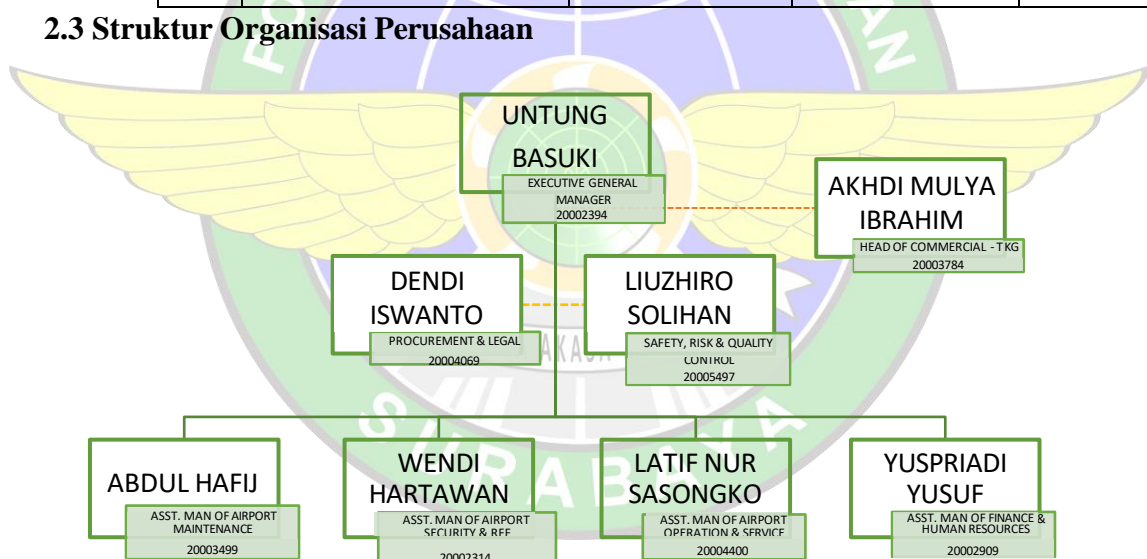 2.3 Struktur Organisasi Perusahaan
UNTUNG
BASUKI
EXECUTIVE GENERAL
MANAGER
20002394
AKHDI MULYA
IBRAHIM
HEAD OF COMMERCIAL - TKG
20003784
DENDI
ISWANTO
PROCUREMENT & LEGAL
20004069
LIUZHIRO
SOLIHAN
SAFETY, RISK & QUALITY
CONTROL
20005497
ABDUL HAFIJ
ASST. MAN OF AIRPORT
MAINTENANCE
20003499
WENDI
HARTAWAN
ASST. MAN OF AIRPORT
SECURITY & RFF
20002314
LATIF NUR
SASONGKO
ASST. MAN OF AIRPORT
OPERATION & SERVICE
20004400
YUSPRIADI
YUSUF
ASST. MAN OF FINANCE &
HUMAN RESOURCES
20002909
SURABAYA